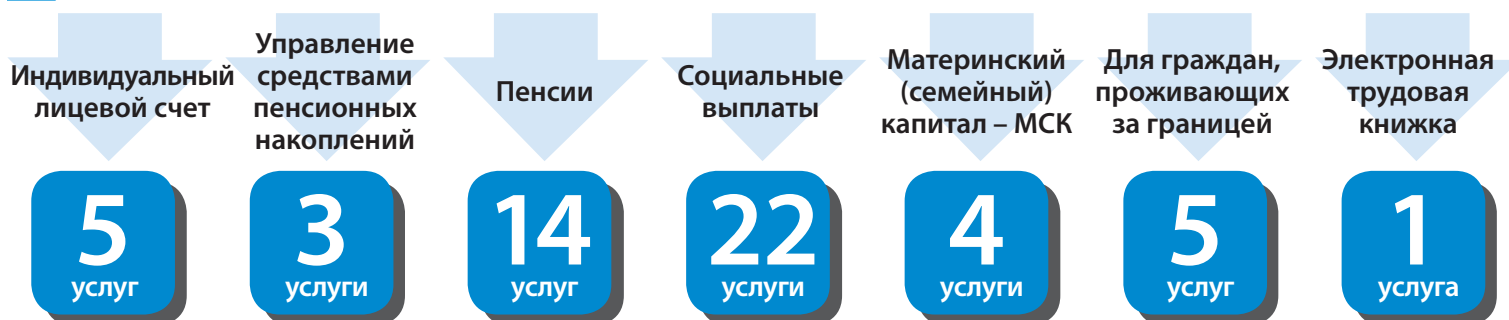 Индивидуальный
лицевой счет
5
услуг
Управление
средствами
пенсионных
накоплений
3
услуги
Пенсии
14
услуг
Социальные
выплаты
22
услуги
Материнский
(семейный)
капитал – МСК
4
услуги
Для граждан,
проживающих
за границей
5
услуг
Электронная
трудовая
книжка
1
услуга